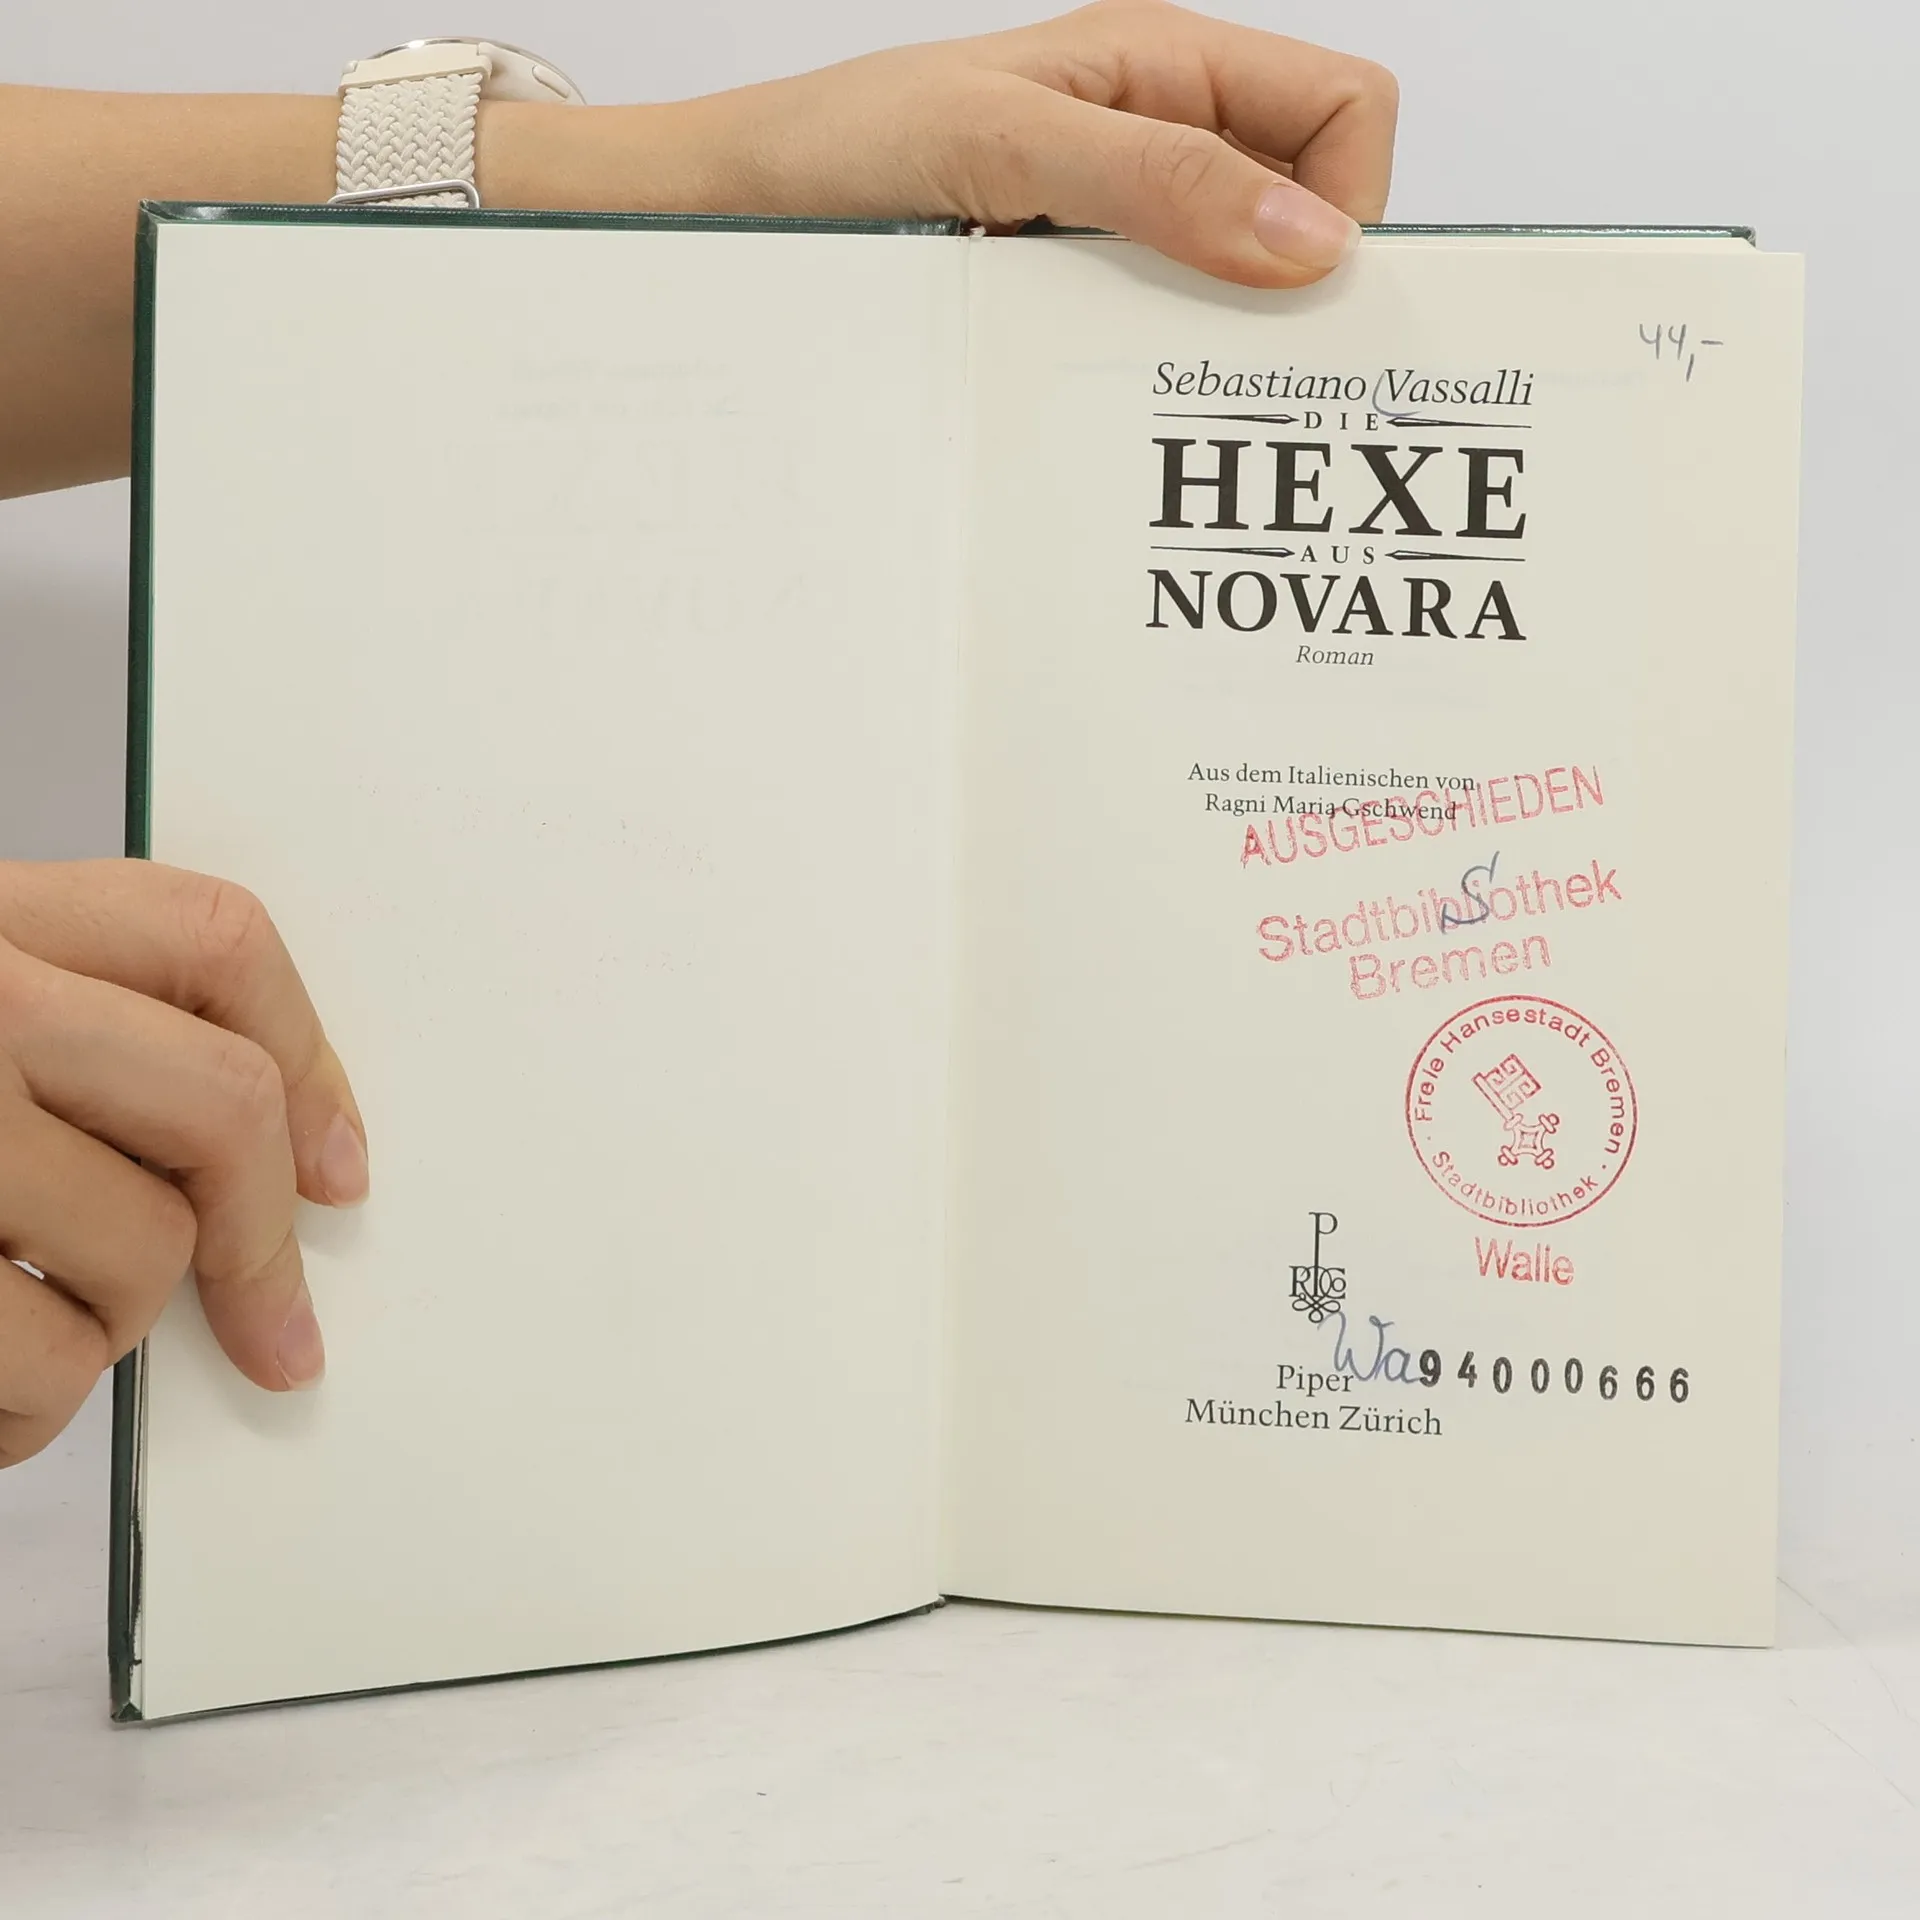 44,-
Sebastiano Vassalli
DIE
HEXE
AUS
NOVARA
Roman
Aus dem Italienischen von
Ragni Maria Gschwend
AUSGESCHIEDEN
S
Stadtbibliothek
Bremen
Freie Hansestadt Bremen
· Stadtbibliothek ·
Walle
P
R P Co
Wa 94000666
Piper
München Zürich